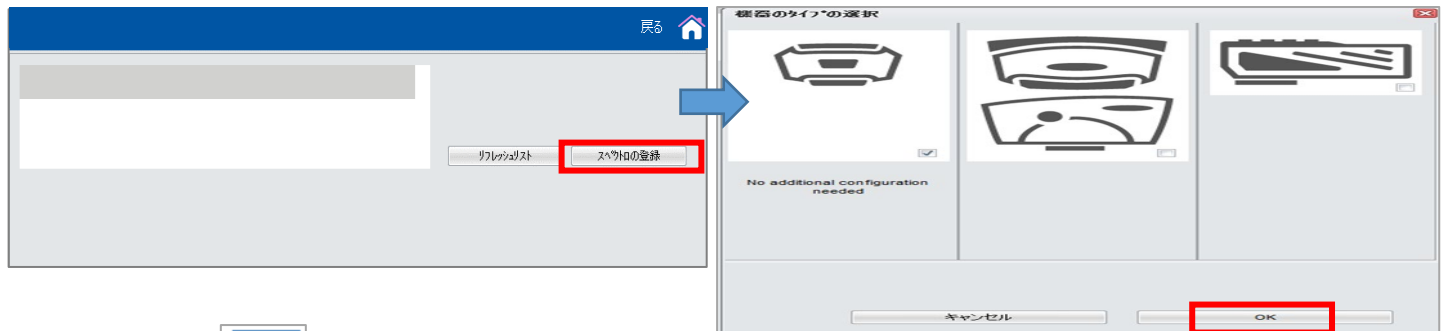 戻る
リフレッシュリスト
スペクトロの登録
機器のタイプの選択
No additional configuration
needed
キャンセル
OK